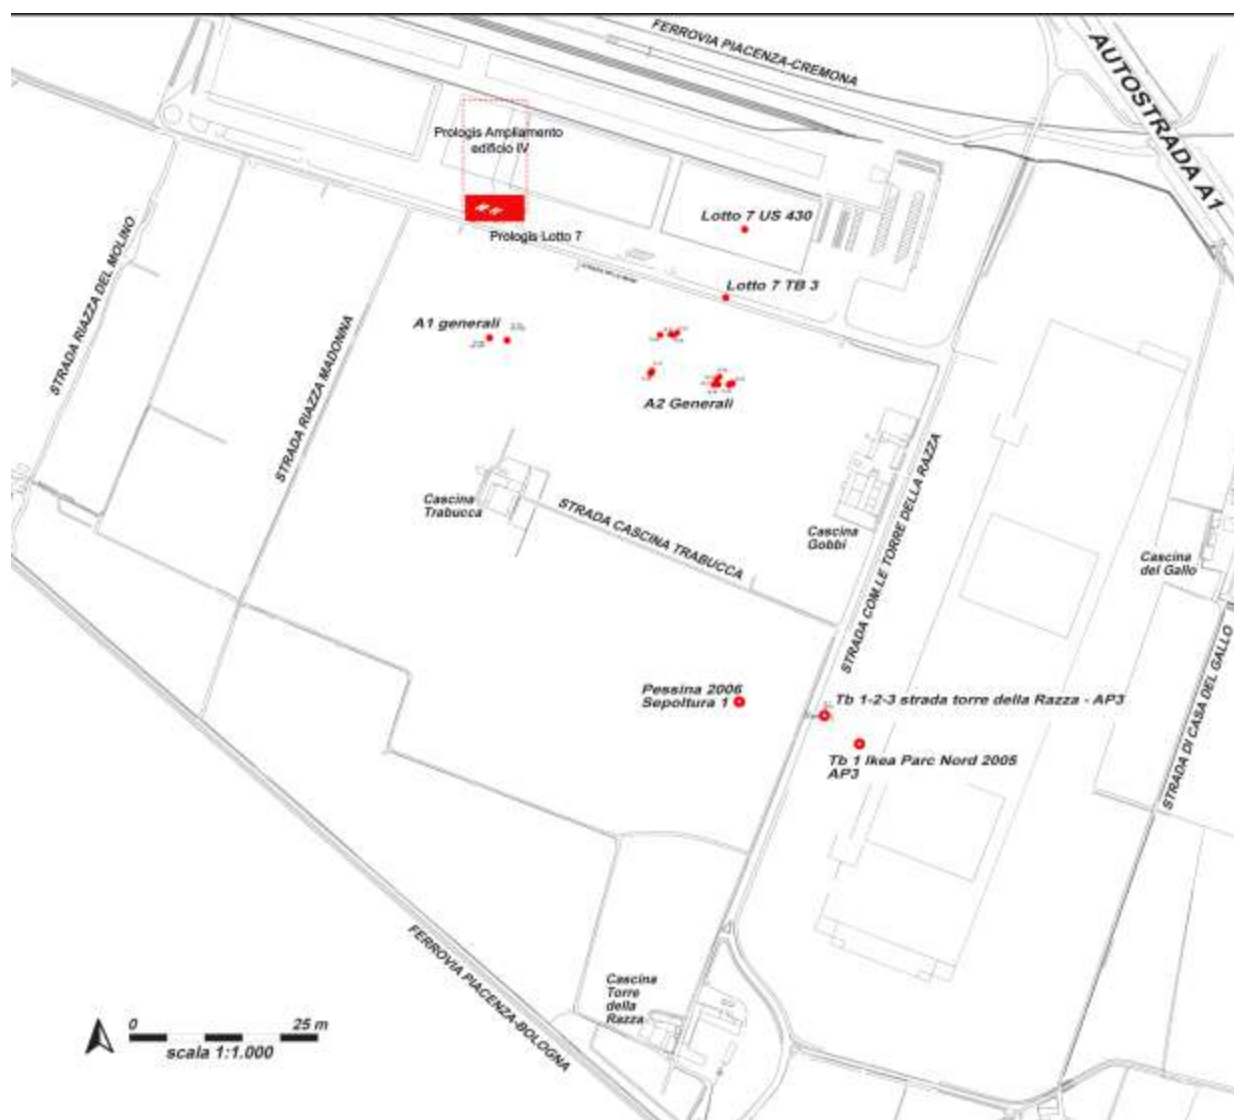 FERROVIA PIACENZA-CREMONA
AUTOSTRADA A1
Prologis Ampliamento
edificio IV
Prologis Lotto 7
Lotto 7 US 430
Lotto 7 TB 3
STRADA RIAZZA DEL MOLINO
STRADA RIAZZA MADONNA
A1 generali
A2 Generali
Cascina
Trabucca
STRADA CASCINA TRABUCCA
Cascina
Gobbi
STRADA COM.LE TORRE DELLA RAZZA
Cascina
del Gallo
STRADA DI CASA DEL GALLO
Pessina 2006
Sepoltura 1
Tb 1-2-3 strada torre della Razza - AP3
Tb 1 Ikea Parc Nord 2005
AP3
FERROVIA PIACENZA-BOLOGNA
Cascina
Torre
della
Razza
0 25 m
scala 1:1.000